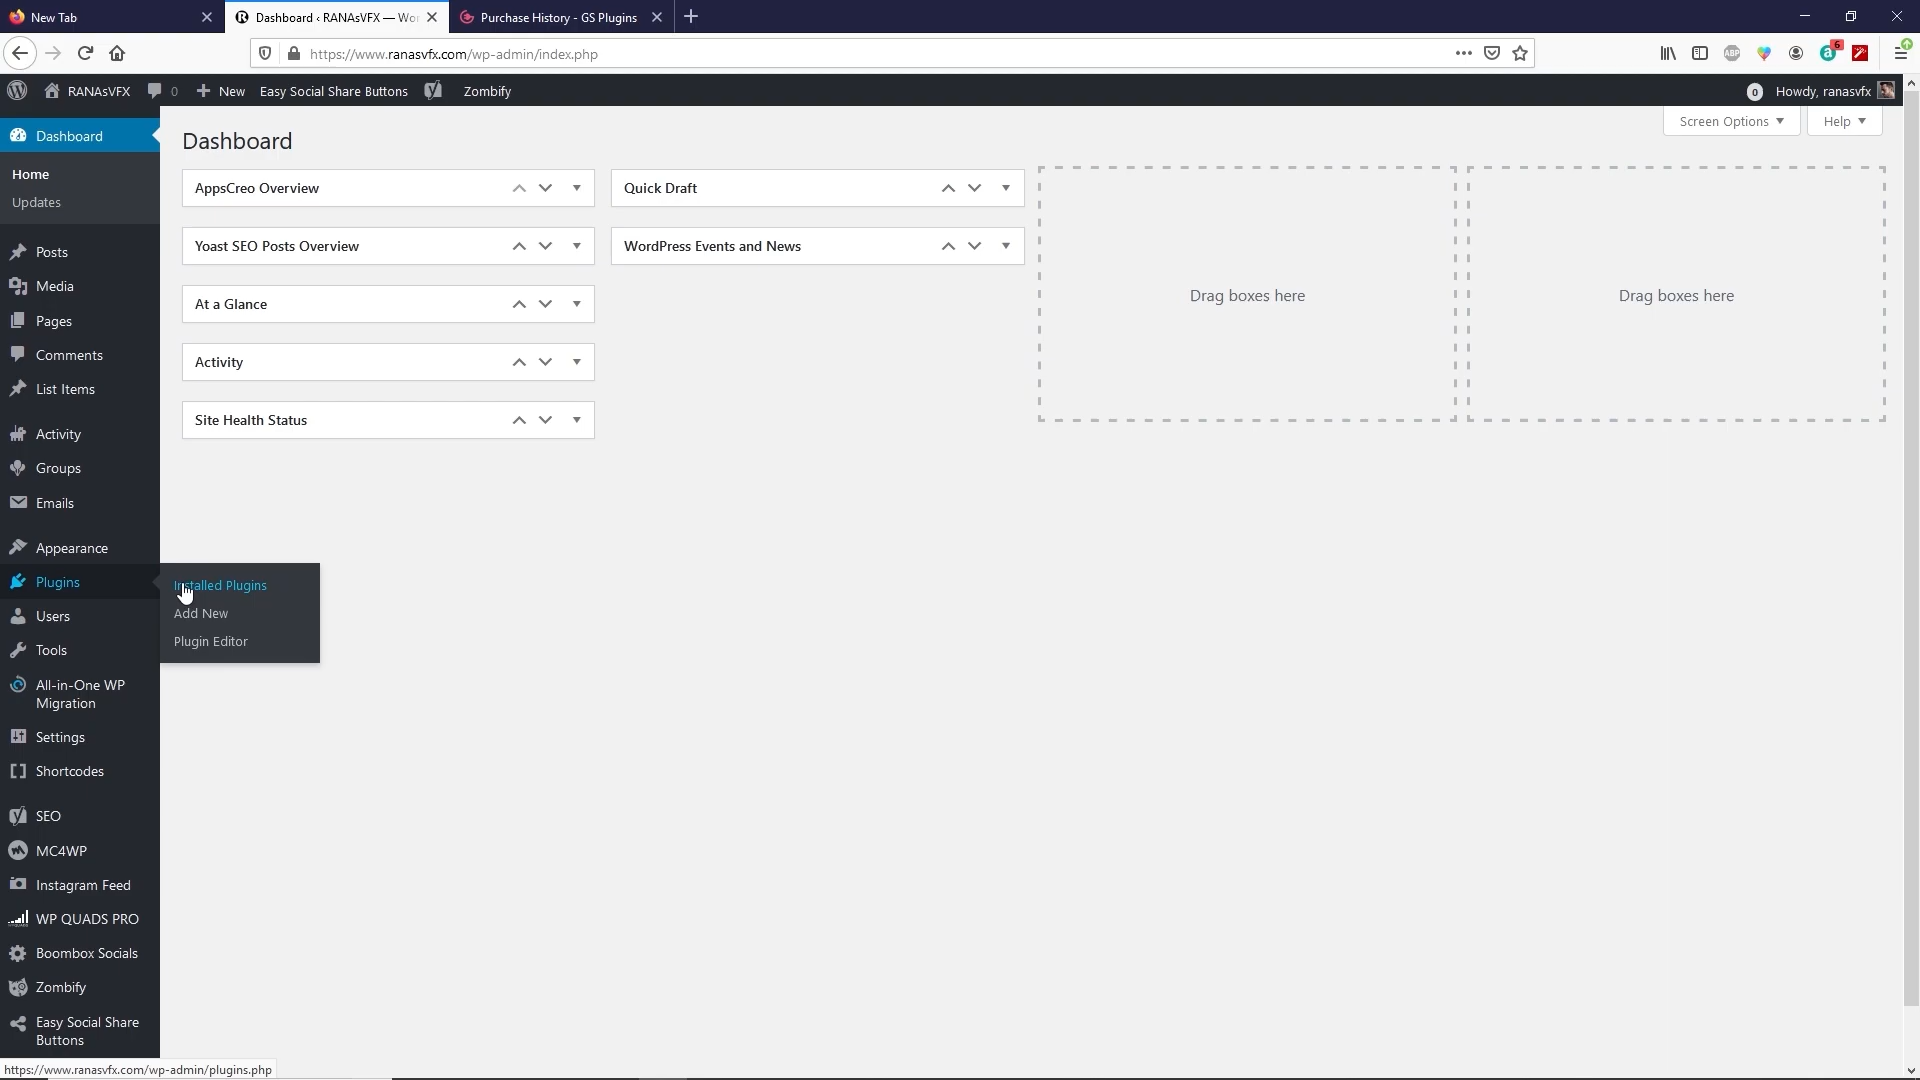 New Tab
Dashboard ‹ RANAsVFX — Wor
Purchase History - GS Plugins
https://www.ranasvfx.com/wp-admin/index.php
ABP
a
6
RANAsVFX
0
New
Easy Social Share Buttons
Zombify
0
Howdy, ranasvfx
Dashboard
Home
Updates
Posts
Media
Pages
Comments
List Items
Activity
Groups
Emails
Appearance
Plugins
Users
Tools
All-in-One WP
Migration
Settings
Shortcodes
SEO
MC4WP
Instagram Feed
WP QUADS PRO
Boombox Socials
Zombify
Easy Social Share
Buttons
Installed Plugins
Add New
Plugin Editor
Screen Options
Help
Dashboard
AppsCreo Overview
Yoast SEO Posts Overview
At a Glance
Activity
Site Health Status
Quick Draft
WordPress Events and News
Drag boxes here
Drag boxes here
https://www.ranasvfx.com/wp-admin/plugins.php